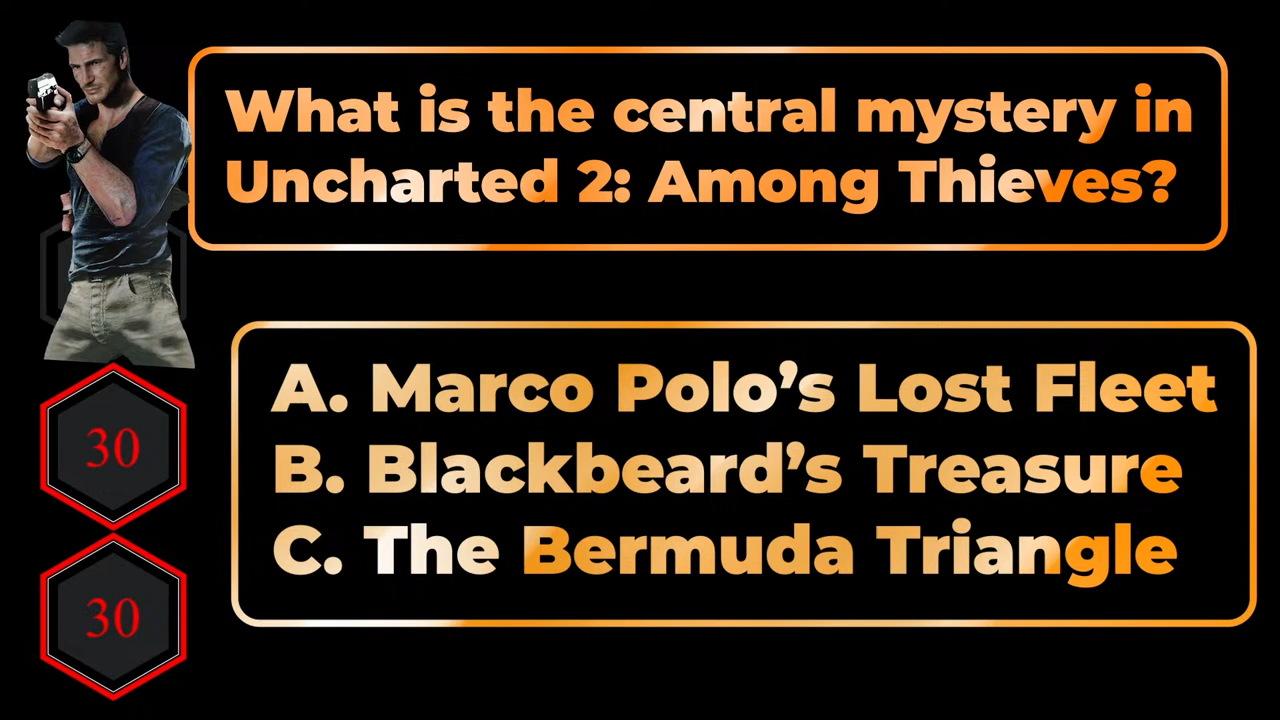 What is the central mystery in
Uncharted 2: Among Thieves?
A. Marco Polo’s Lost Fleet
B. Blackbeard’s Treasure
C. The Bermuda Triangle
30
30